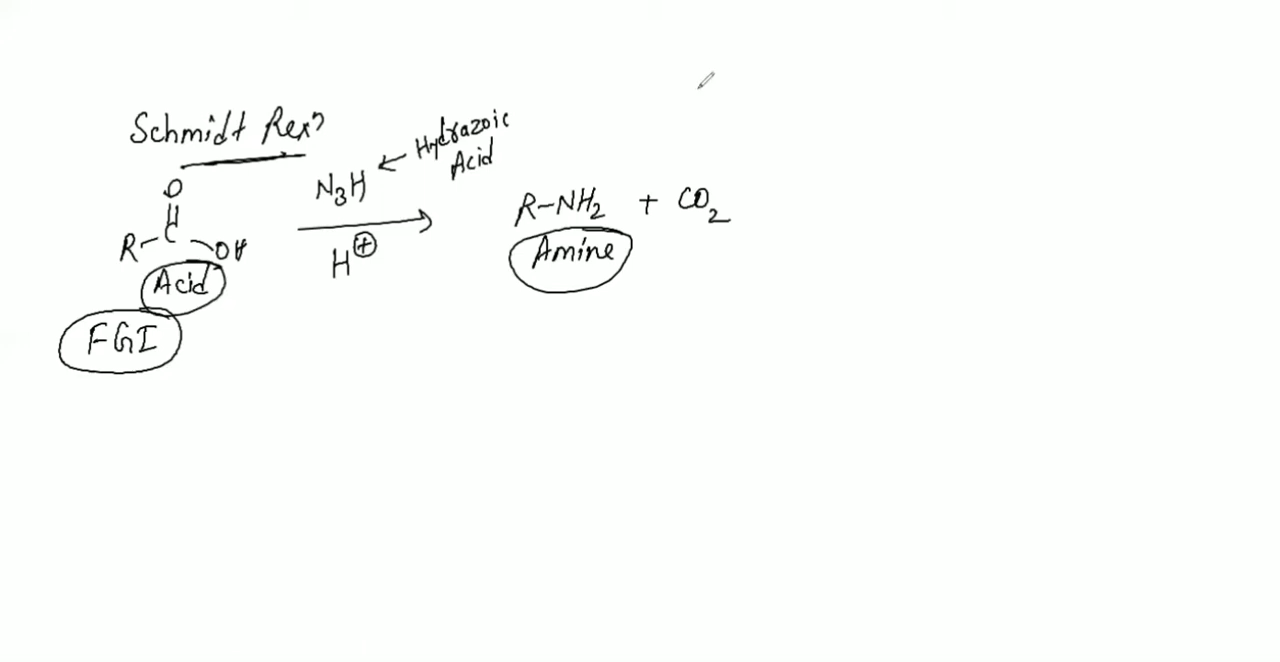 Schmidt Rexn
Hydrazoic
Acid
N3H
O
R-C-OH
H+
R-NH2 + CO2
Acid
Amine
FGI